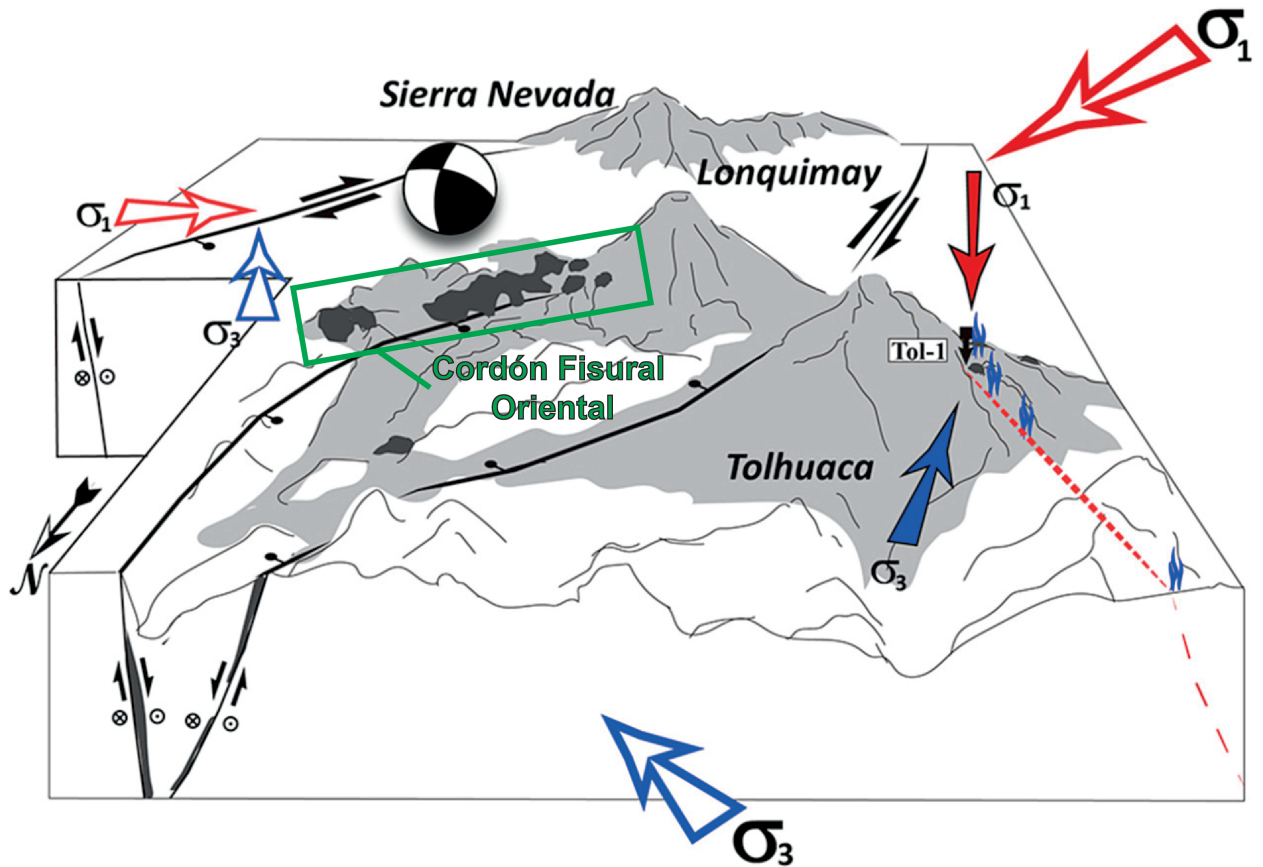 σ1
Sierra Nevada
Lonquimay
σ1
σ1
σ3
Tol-1
Cordón Fisural
Oriental
Tolhuaca
σ3
N
σ3